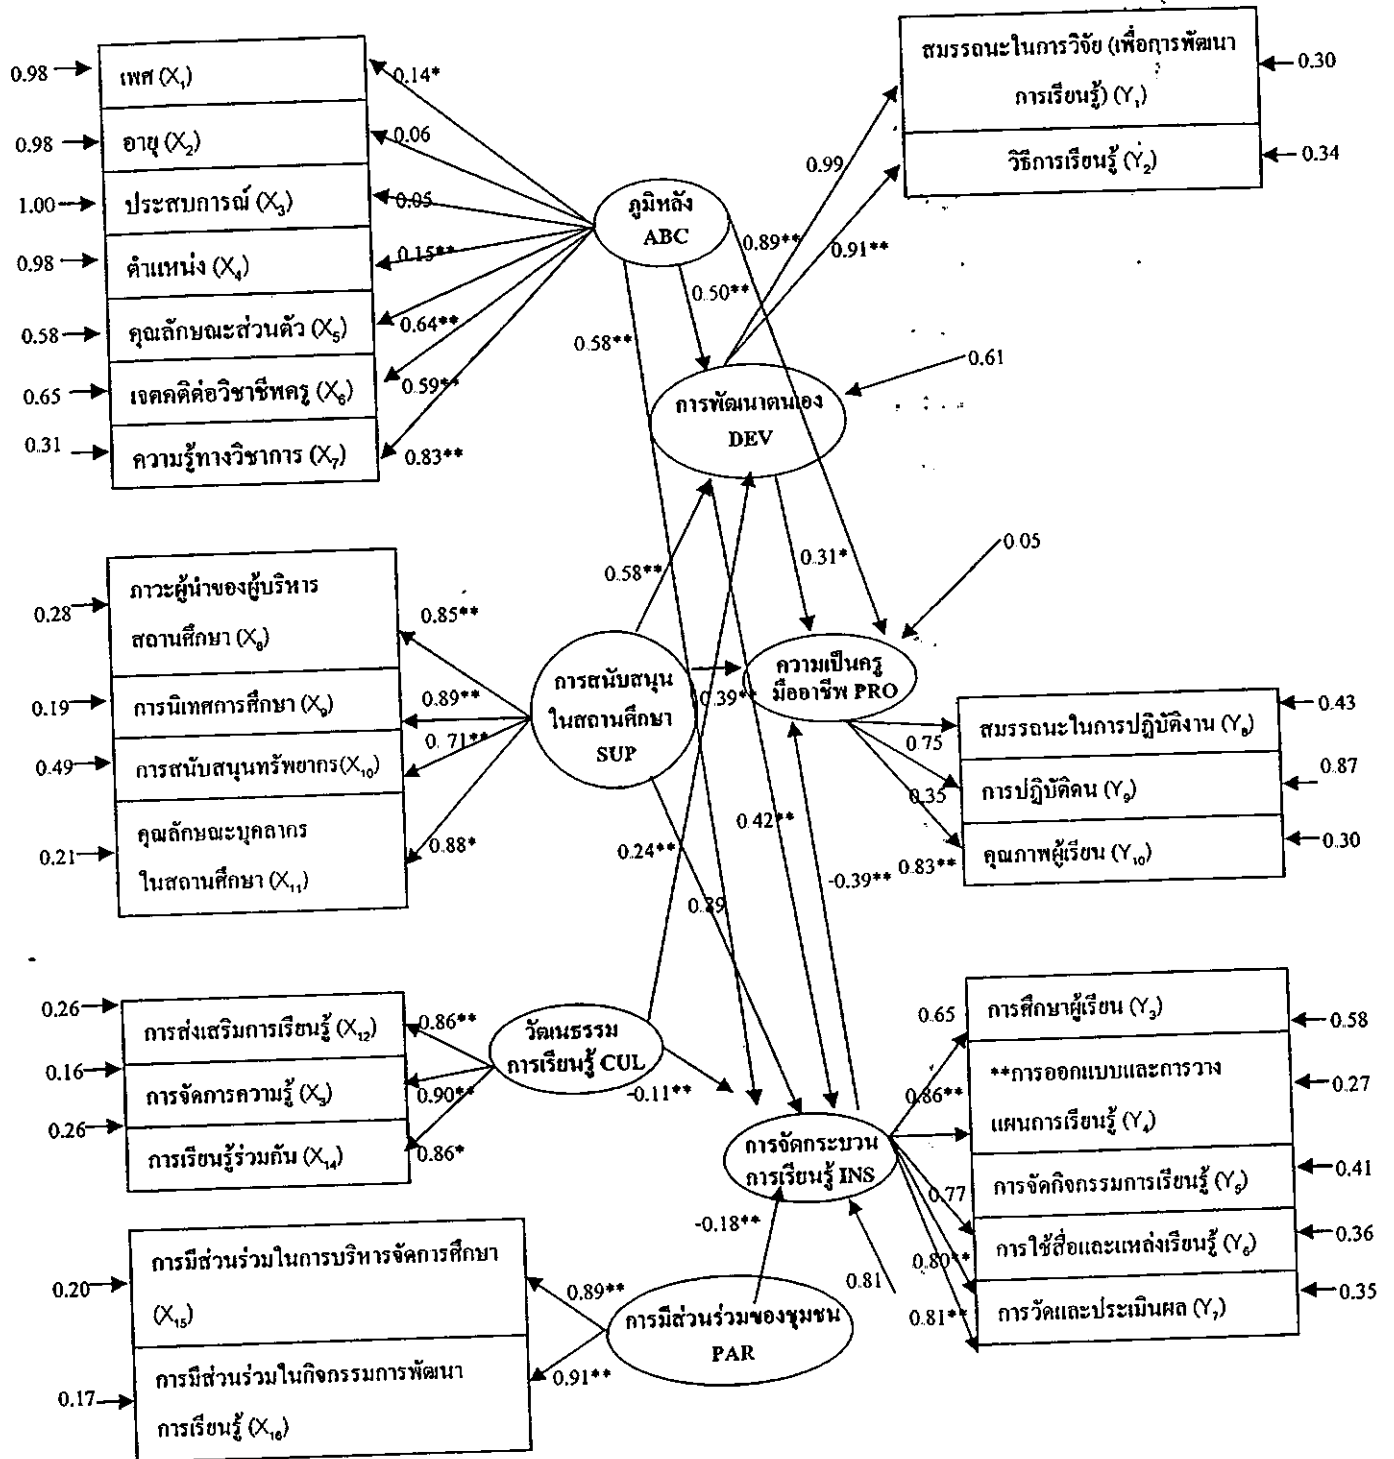 0.98
เพศ (X₁)
0.14*
0.98
อายุ (X₂)
0.06
1.00
ประสบการณ์ (X₃)
0.05
0.98
ตำแหน่ง (X₄)
0.15**
0.58
คุณลักษณะส่วนตัว (X₅)
0.64**
0.65
เจตคติต่อวิชาชีพครู (X₆)
0.59**
0.31
ความรู้ทางวิชาการ (X₇)
0.83**
สมรรถนะในการวิจัย (เพื่อการพัฒนา
การเรียนรู้) (Y₁)
0.30
วิธีการเรียนรู้ (Y₂)
0.34
0.99
0.91**
ภูมิหลัง
ABC
0.89**
0.50**
0.58**
การพัฒนาตนเอง
DEV
0.61
0.28
ภาวะผู้นำของผู้บริหาร
สถานศึกษา (X₈)
0.85**
0.19
การนิเทศการศึกษา (X₉)
0.89**
0.49
การสนับสนุนทรัพยากร(X₁₀)
0.71**
0.21
คุณลักษณะบุคลากร
ในสถานศึกษา (X₁₁)
0.88*
การสนับสนุน
ในสถานศึกษา
SUP
0.58**
0.31*
0.05
0.39**
ความเป็นครู
มืออาชีพ PRO
0.75
สมรรถนะในการปฏิบัติงาน (Y₈)
0.43
0.35
การปฏิบัติตน (Y₉)
0.87
0.83**
คุณภาพผู้เรียน (Y₁₀)
0.30
0.24**
0.42**
-0.39**
0.89
0.26
การส่งเสริมการเรียนรู้ (X₁₂)
0.86**
0.16
การจัดการความรู้ (X₃)
0.90**
0.26
การเรียนรู้ร่วมกัน (X₁₄)
0.86*
วัฒนธรรม
การเรียนรู้ CUL
-0.11**
การจัดกระบวน
การเรียนรู้ INS
0.65
การศึกษาผู้เรียน (Y₃)
0.58
0.86**
**การออกแบบและการวาง
แผนการเรียนรู้ (Y₄)
0.27
0.77
การจัดกิจกรรมการเรียนรู้ (Y₅)
0.41
0.80**
การใช้สื่อและแหล่งเรียนรู้ (Y₆)
0.36
0.81**
การวัดและประเมินผล (Y₇)
0.35
-0.18**
0.81
0.20
การมีส่วนร่วมในการบริหารจัดการศึกษา
(X₁₅)
0.89**
0.17
การมีส่วนร่วมในกิจกรรมการพัฒนา
การเรียนรู้ (X₁₆)
0.91**
การมีส่วนร่วมของชุมชน
PAR